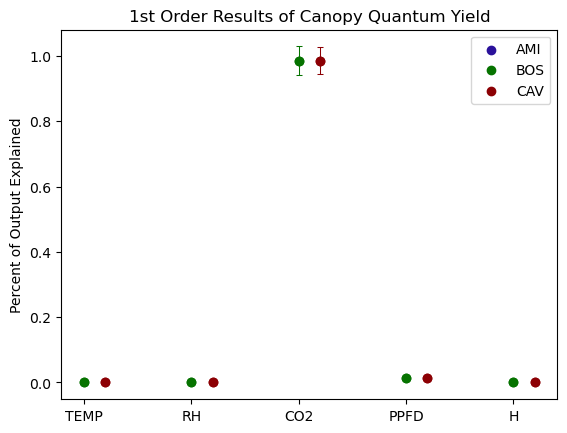 1st Order Results of Canopy Quantum Yield
AMI
BOS
CAV
Percent of Output Explained
1.0
0.8
0.6
0.4
0.2
0.0
TEMP RH CO2 PPFD H